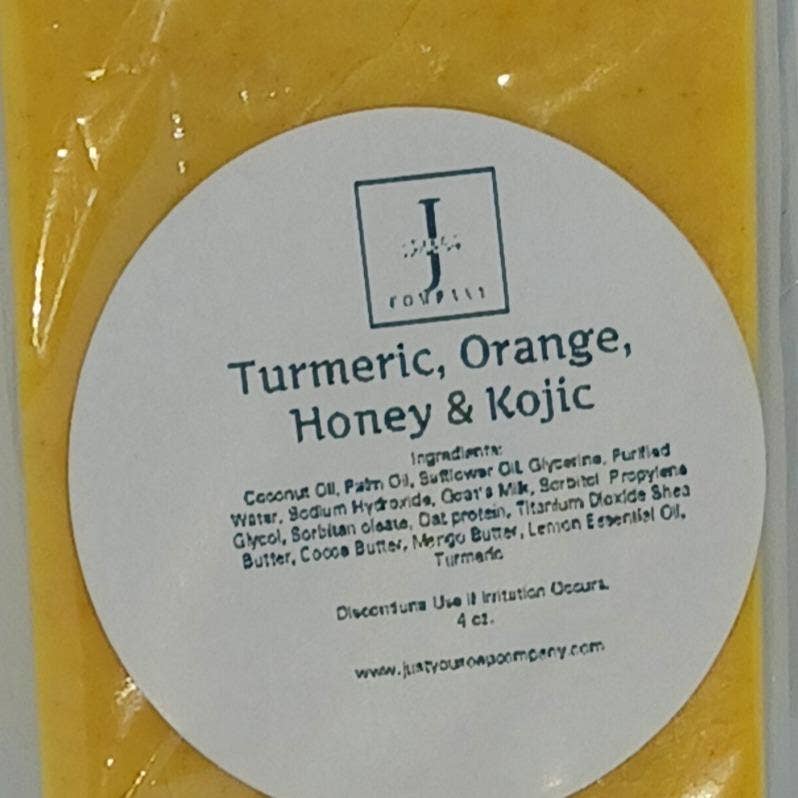 J
COMPANY
Turmeric, Orange,
Honey & Kojic
Ingredients:
Coconut Oil, Palm Oil, Safflower Oil, Glycerine, Purified
Water, Sodium Hydroxide, Goat's Milk, Sorbitol, Propylene
Glycol, Sorbitan oleate, Oat protein, Titanium Dioxide Shea
Butter, Cocoa Butter, Mango Butter, Lemon Essential Oil,
Turmeric
Discontinue Use if Irritation Occurs.
4 oz.
www.justyoursoapcompany.com